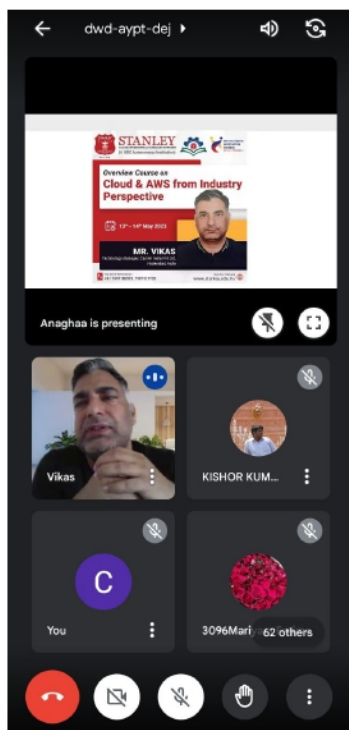 dwd-aypt-dej
STANLEY
Overview Course on
Cloud & AWS from Industry
Perspective
12th - 14th May 2023
MR. VIKAS
Anaghaa is presenting
Vikas
KISHOR KUM...
C
You
3096Mari
62 others